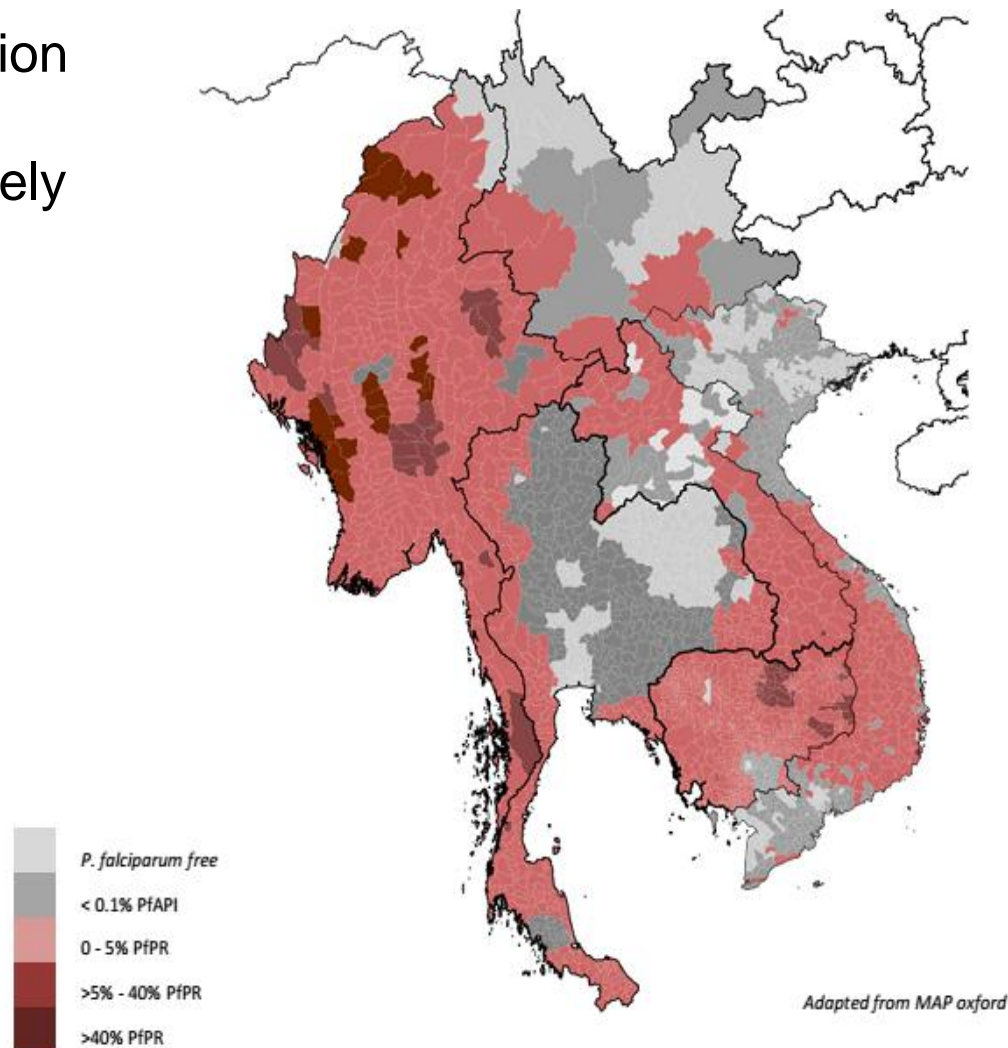 ion
ely
P. falciparum free
< 0.1% PfAPI
0 - 5% PfPR
>5% - 40% PfPR
>40% PfPR
Adapted from MAP oxford